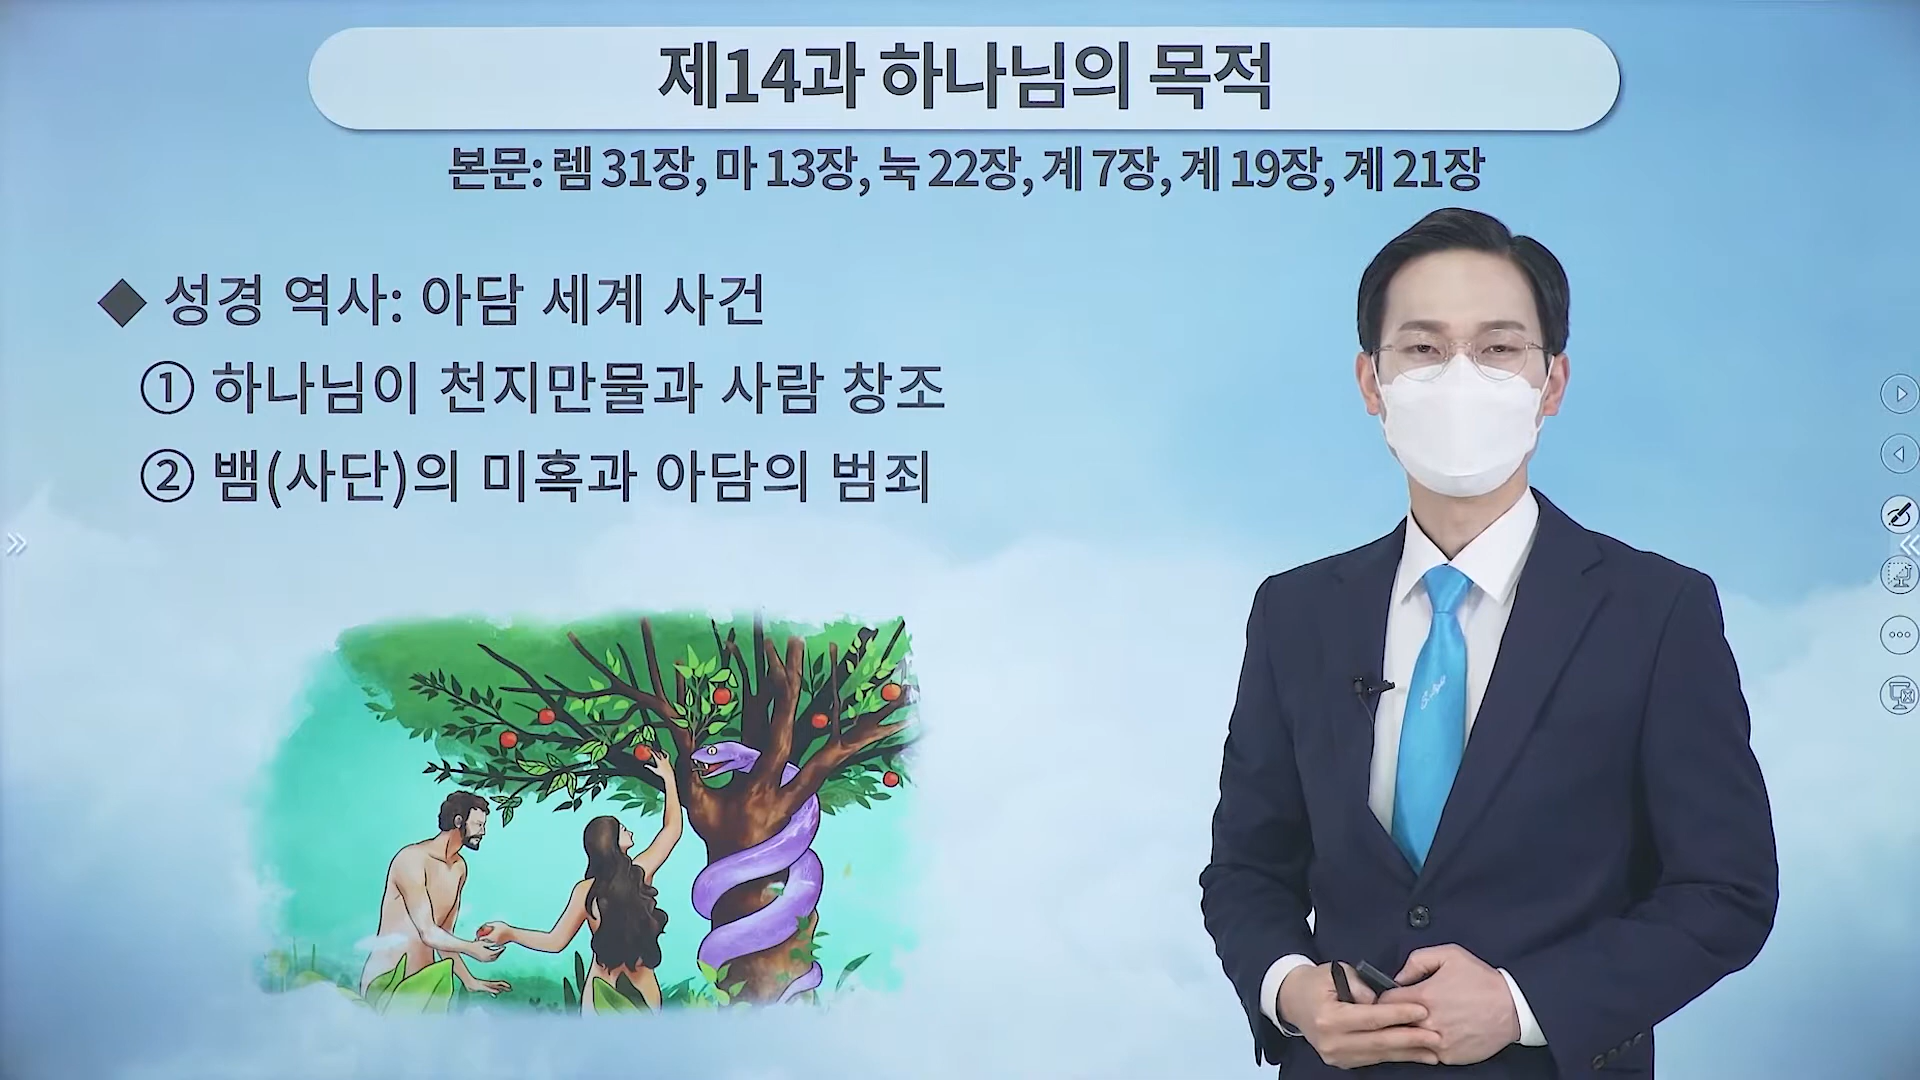 제14과 하나님의 목적
본문: 렘 31장, 마 13장, 눅 22장, 계 7장, 계 19장, 계 21장
◆ 성경 역사: 아담 세계 사건
① 하나님이 천지만물과 사람 창조
② 뱀(사단)의 미혹과 아담의 범죄